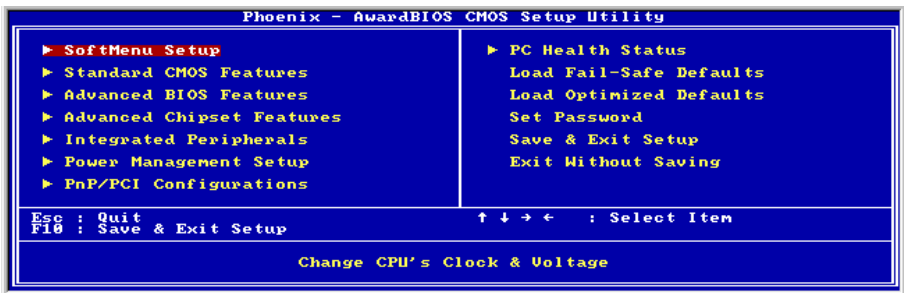 Phoenix - AwardBIOS CMOS Setup Utility
► SoftMenu Setup
► Standard CMOS Features
► Advanced BIOS Features
► Advanced Chipset Features
► Integrated Peripherals
► Power Management Setup
► PnP/PCI Configurations
► PC Health Status
Load Fail-Safe Defaults
Load Optimized Defaults
Set Password
Save & Exit Setup
Exit Without Saving
Esc : Quit
F10 : Save & Exit Setup
↑ ↓ → ← : Select Item
Change CPU's Clock & Voltage